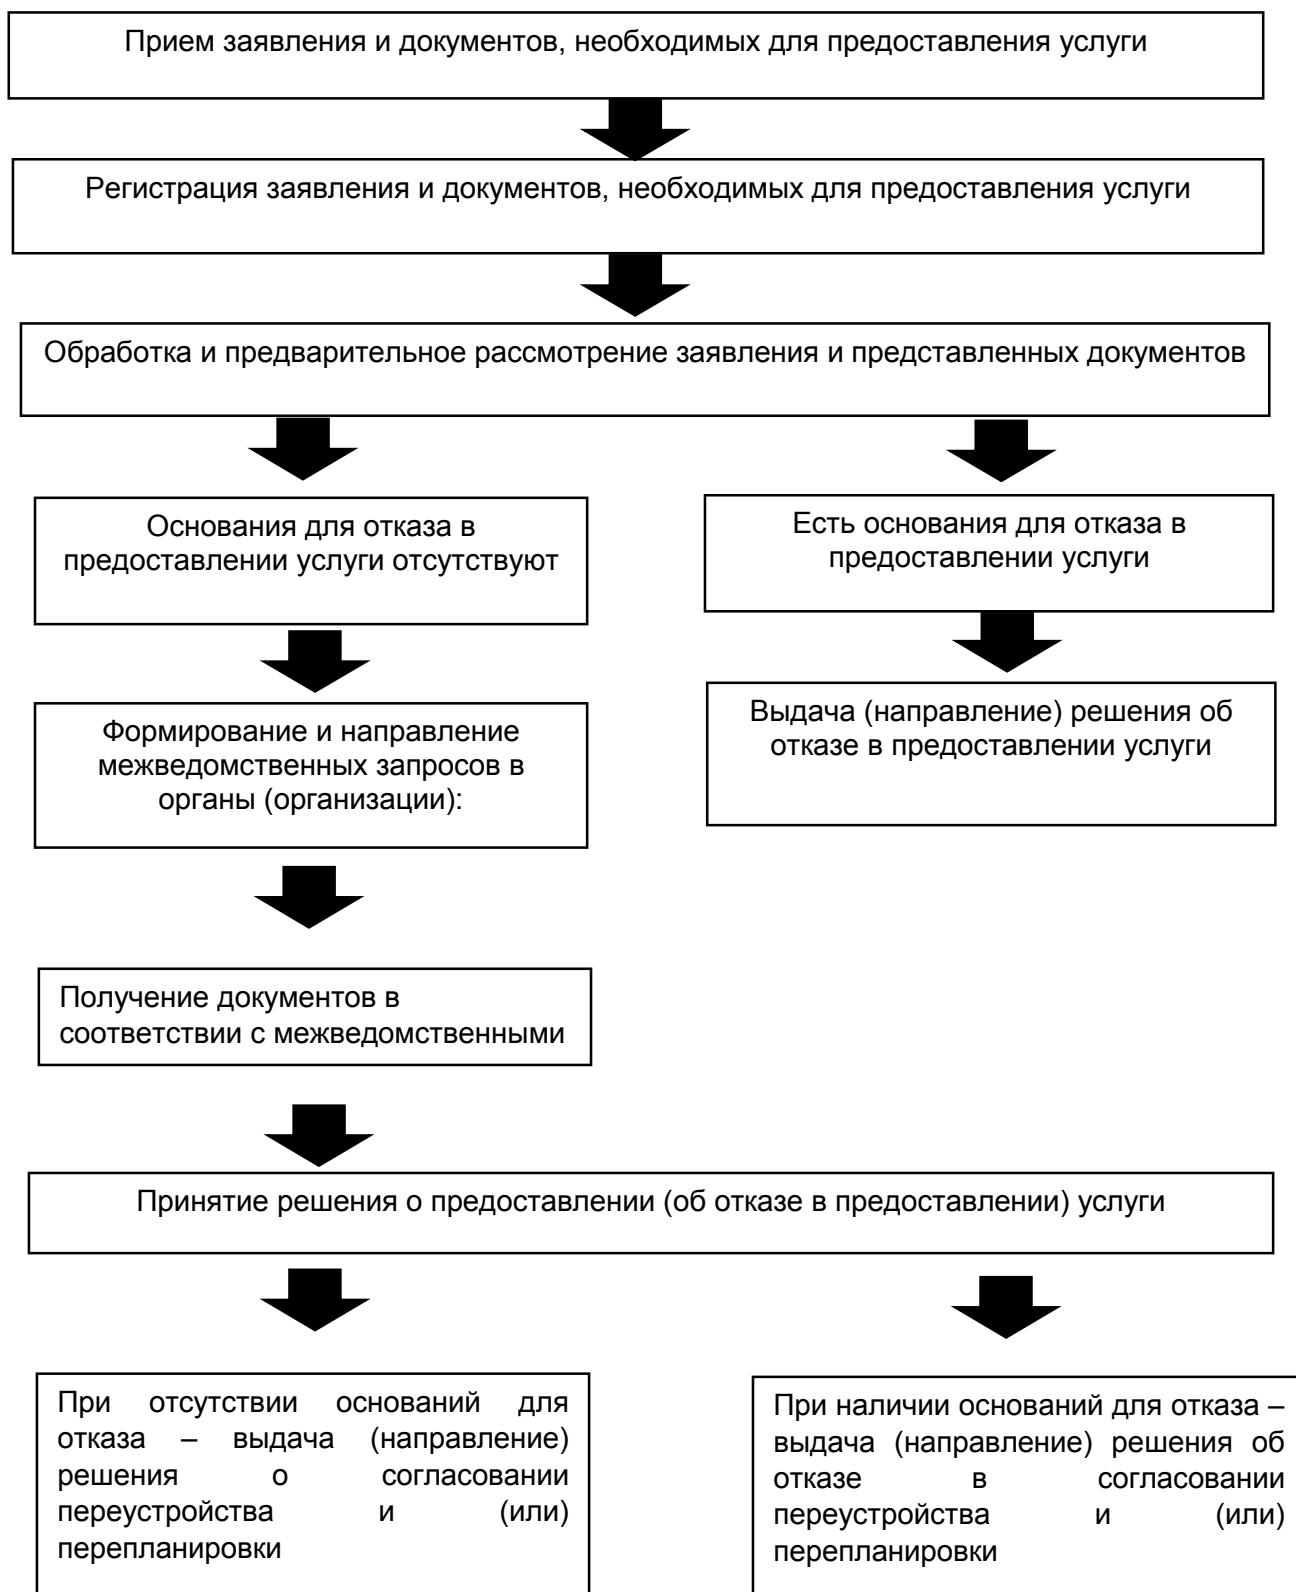 Прием заявления и документов, необходимых для предоставления услуги
Регистрация заявления и документов, необходимых для предоставления услуги
Обработка и предварительное рассмотрение заявления и представленных документов
Основания для отказа в
предоставлении услуги отсутствуют
Есть основания для отказа в
предоставлении услуги
Формирование и направление
межведомственных запросов в
органы (организации):
Выдача (направление) решения об
отказе в предоставлении услуги
Получение документов в
соответствии с межведомственными
Принятие решения о предоставлении (об отказе в предоставлении) услуги
При отсутствии оснований для
отказа – выдача (направление)
решения о согласовании
переустройства и (или)
перепланировки
При наличии оснований для отказа –
выдача (направление) решения об
отказе в согласовании
переустройства и (или)
перепланировки